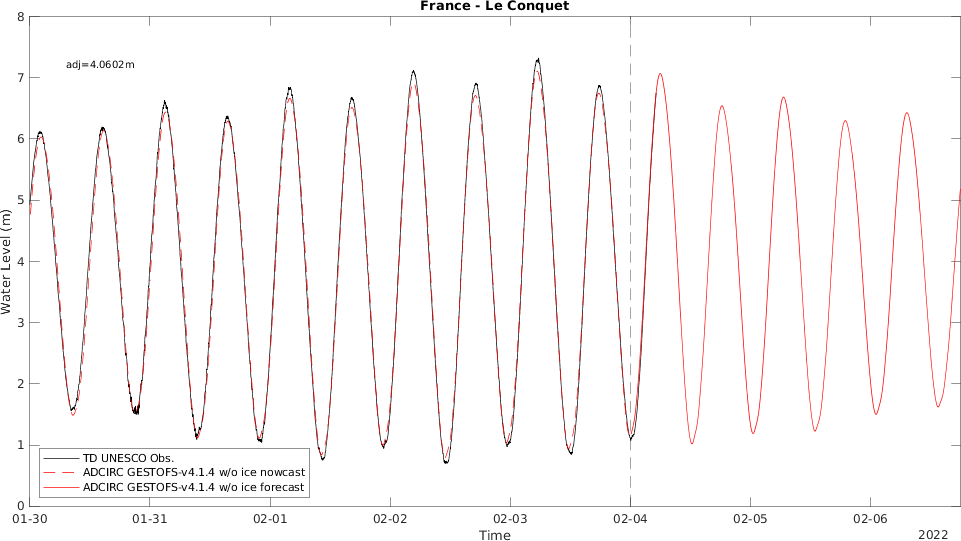 France - Le Conquet
adj=4.0602m
8
7
6
5
4
3
2
1
0
Water Level (m)
TD UNESCO Obs.
ADCIRC GESTOFS-v4.1.4 w/o ice nowcast
ADCIRC GESTOFS-v4.1.4 w/o ice forecast
01-30 01-31 02-01 02-02 02-03 02-04 02-05 02-06
Time
2022